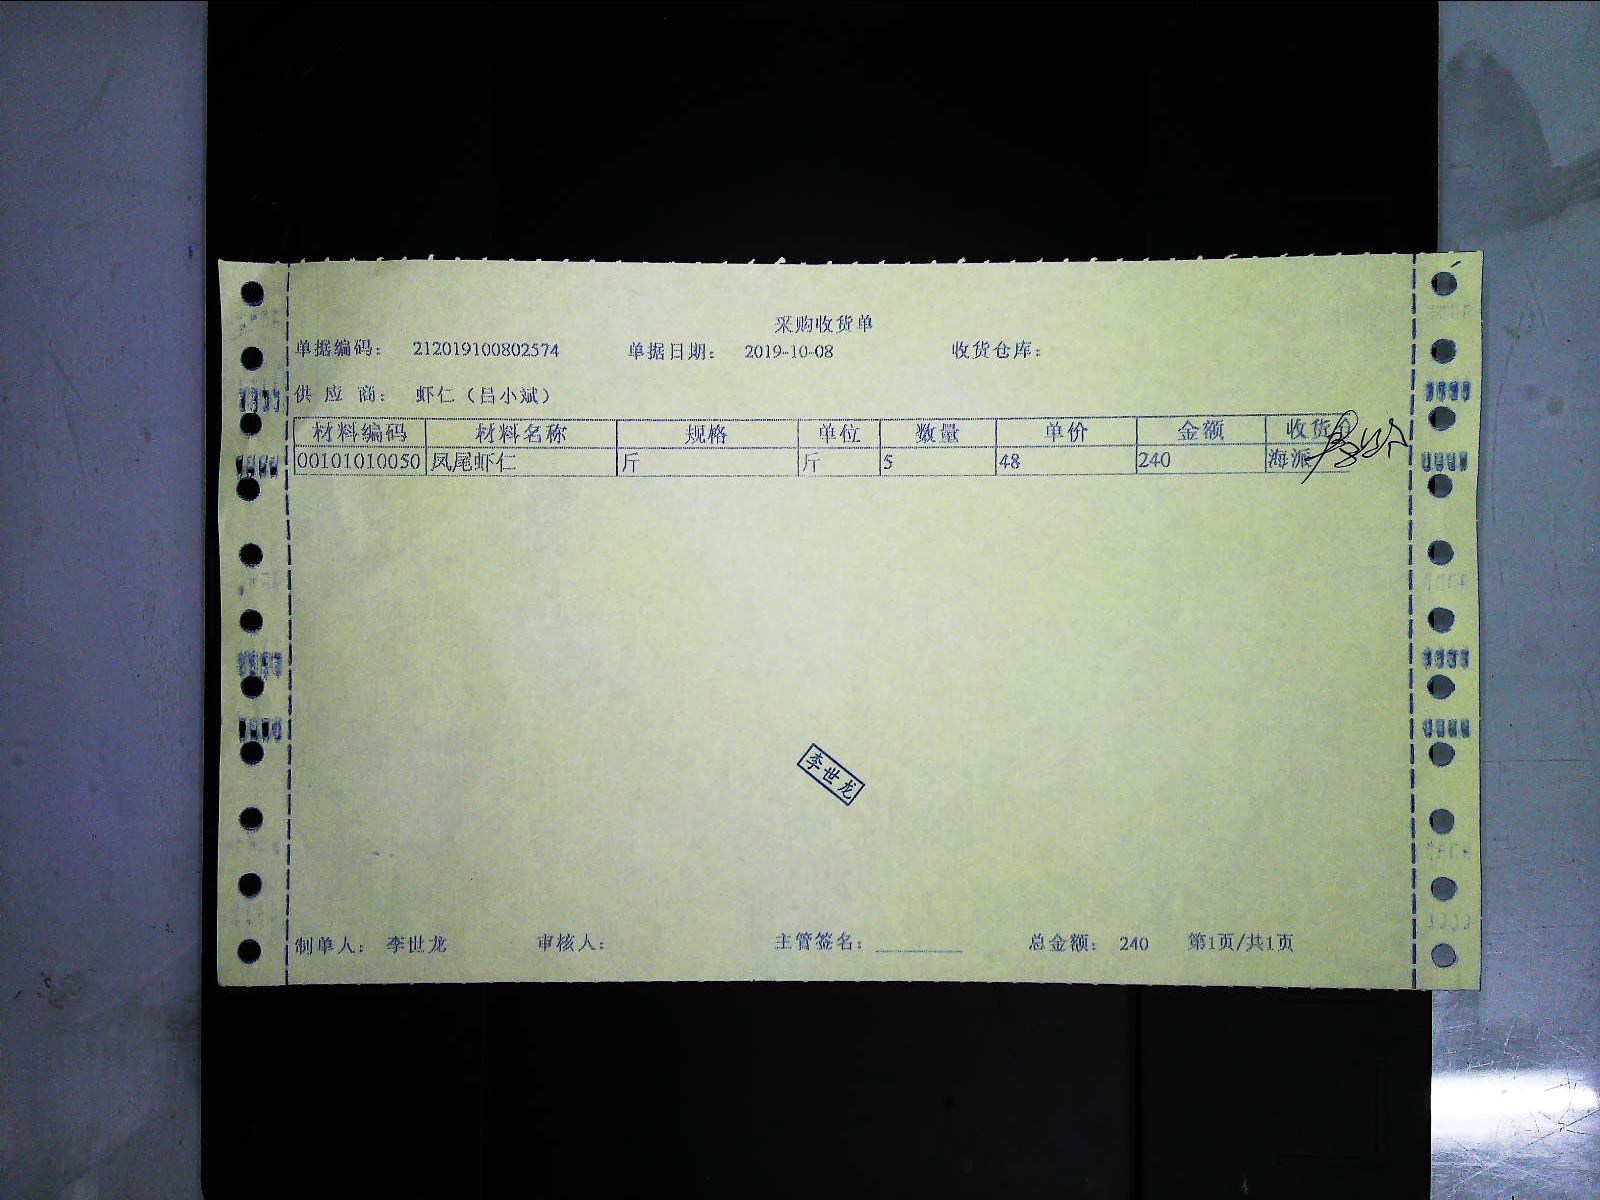 采购收货单
单据编码： 212019100802574 单据日期： 2019-10-08 收货仓库：
供 应 商： 虾仁（吕小斌）
材料编码 材料名称 规格 单位 数量 单价 金额 收货
00101010050 凤尾虾仁 斤 斤 5 48 240 海派
李世龙
制单人： 李世龙 审核人： 主管签名：________ 总金额： 240 第1页/共1页